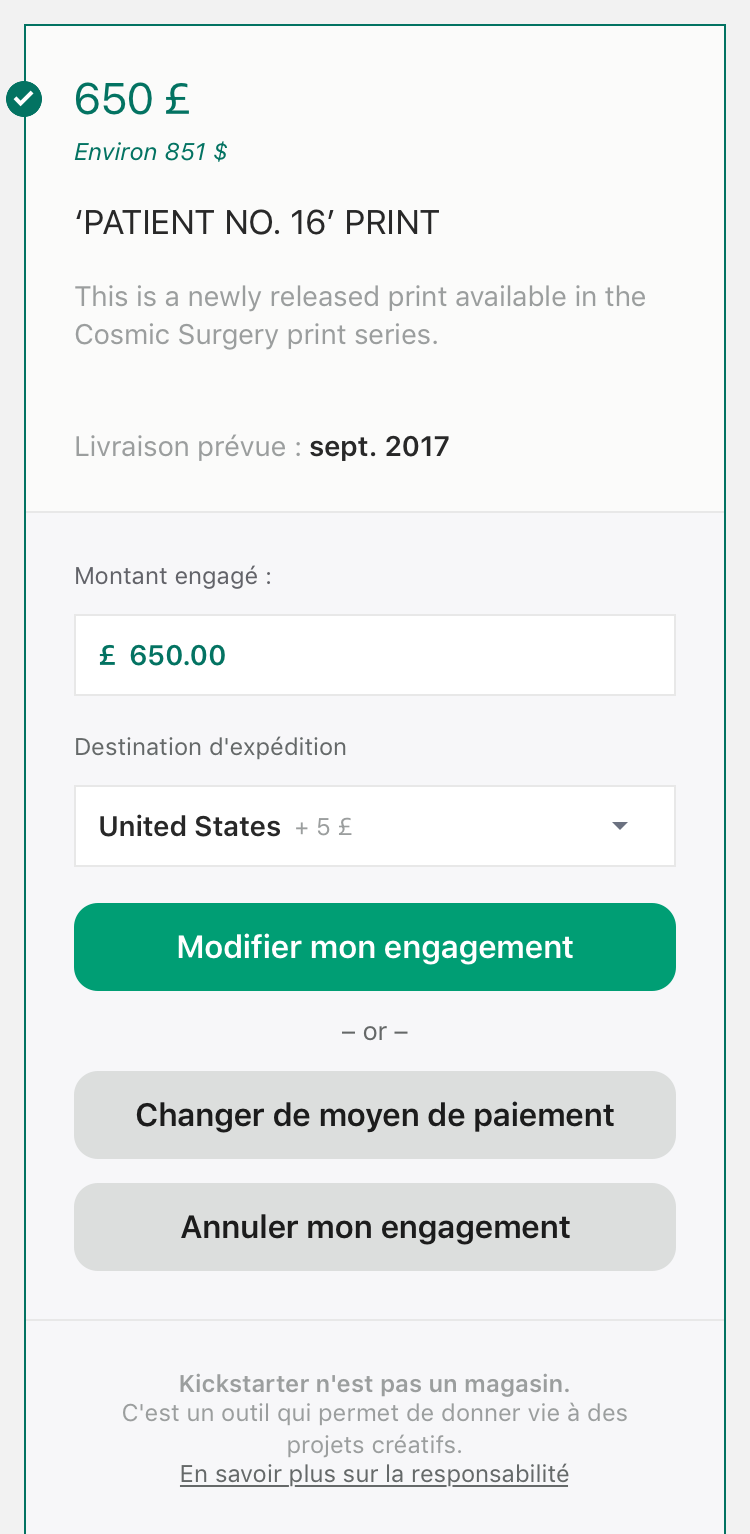 650 £
Environ 851 $
‘PATIENT NO. 16’ PRINT
This is a newly released print available in the
Cosmic Surgery print series.
Livraison prévue : sept. 2017
Montant engagé :
£ 650.00
Destination d'expédition
United States + 5 £
Modifier mon engagement
– or –
Changer de moyen de paiement
Annuler mon engagement
Kickstarter n'est pas un magasin.
C'est un outil qui permet de donner vie à des
projets créatifs.
En savoir plus sur la responsabilité